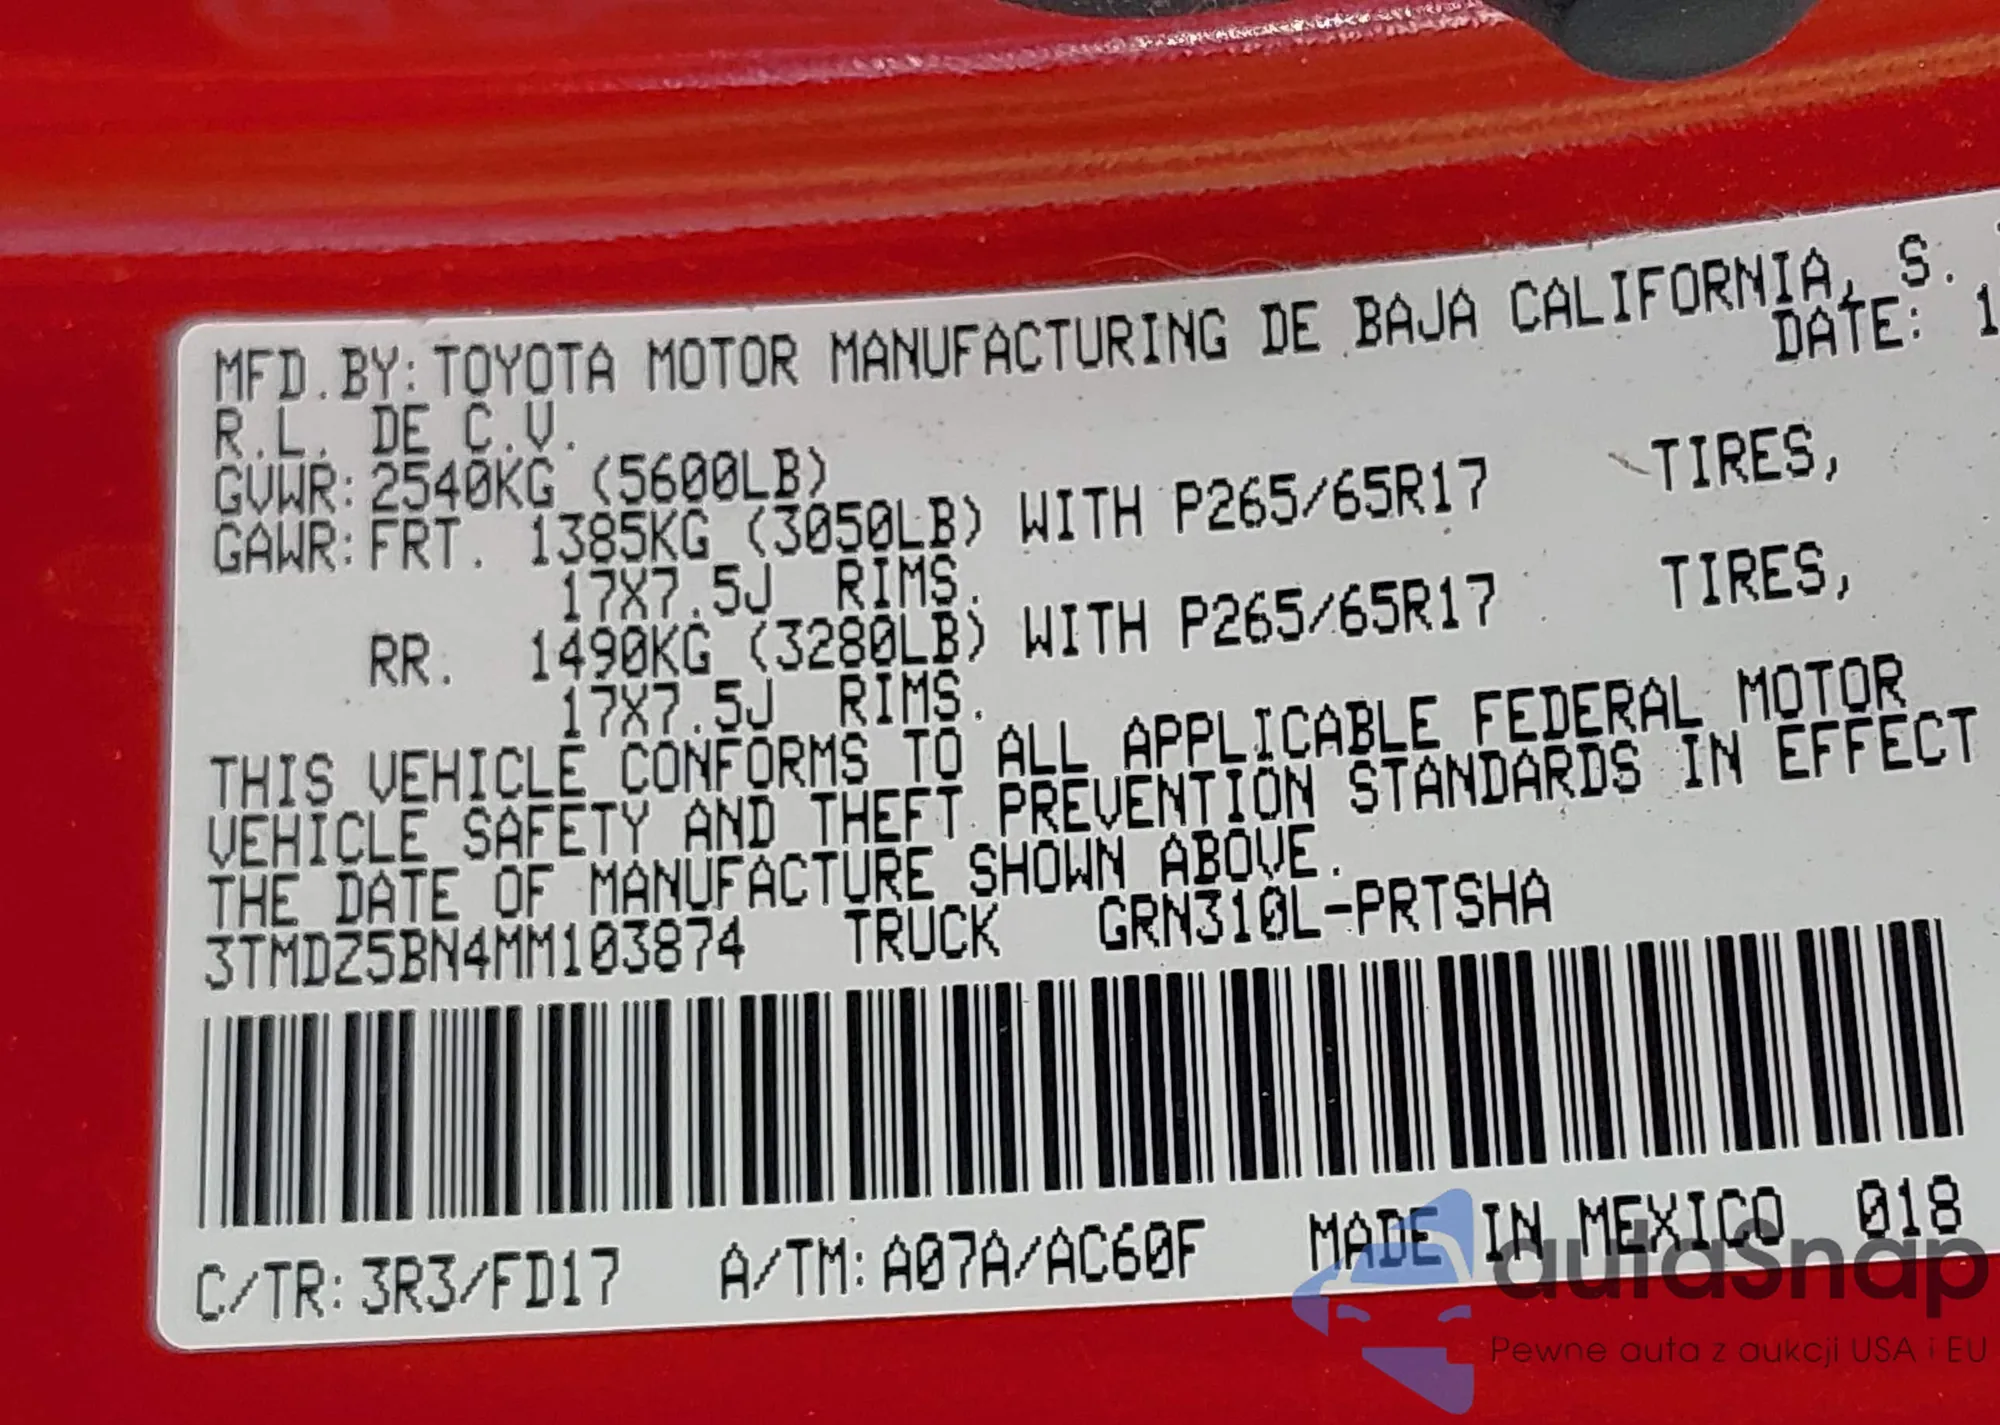 MFD.BY:TOYOTA MOTOR MANUFACTURING DE BAJA CALIFORNIA, S.
R.L. DE C.V. DATE: 1
GVWR:2540KG (5600LB)
GAWR:FRT. 1385KG (3050LB) WITH P265/65R17 TIRES,
17X7.5J RIMS.
RR. 1490KG (3280LB) WITH P265/65R17 TIRES,
17X7.5J RIMS.
THIS VEHICLE CONFORMS TO ALL APPLICABLE FEDERAL MOTOR
VEHICLE SAFETY AND THEFT PREVENTION STANDARDS IN EFFECT
THE DATE OF MANUFACTURE SHOWN ABOVE.
3TMDZ5BN4MM103874 TRUCK GRN310L-PRTSHA
C/TR:3R3/FD17 A/TM:A07A/AC60F MADE IN MEXICO 018
autaSnap
Pewne auta z aukcji USA i EU